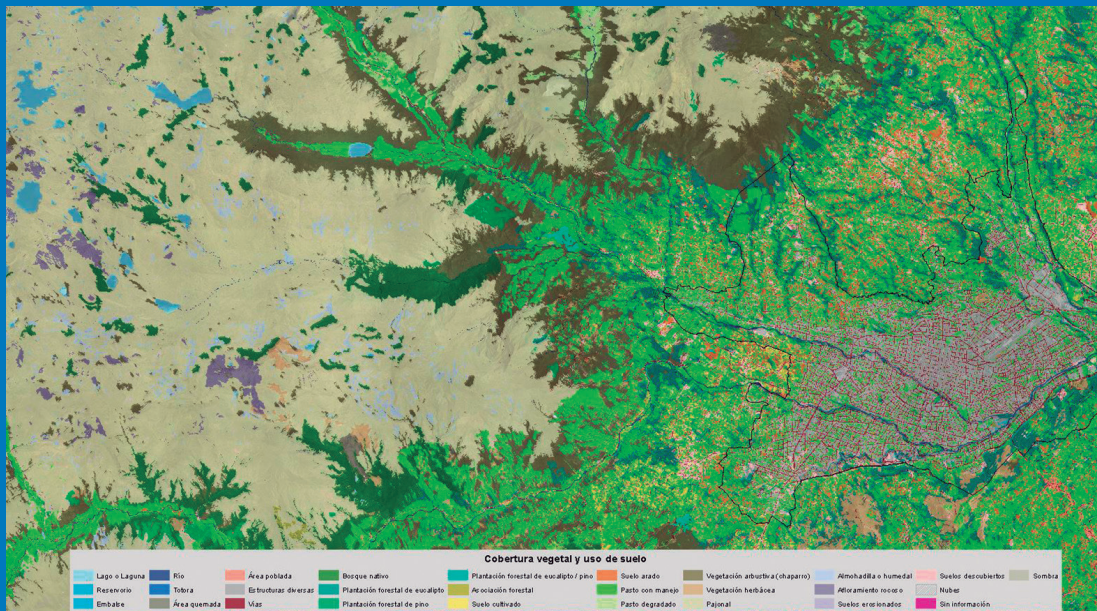 Cobertura vegetal y uso de suelo
Lago o Laguna Río Área poblada Bosque nativo Plantación forestal de eucalipto / pino Suelo arado Vegetación arbustiva (chaparro) Almohadilla o humedal Suelos descubiertos Sombra
Reservorio Totora Estructuras diversas Plantación forestal de eucalipto Asociación forestal Pasto con manejo Vegetación herbácea Afloramiento rocoso Nubes
Embalse Área quemada Vías Plantación forestal de pino Suelo cultivado Pasto degradado Pajonal Suelos erosionados Sin información